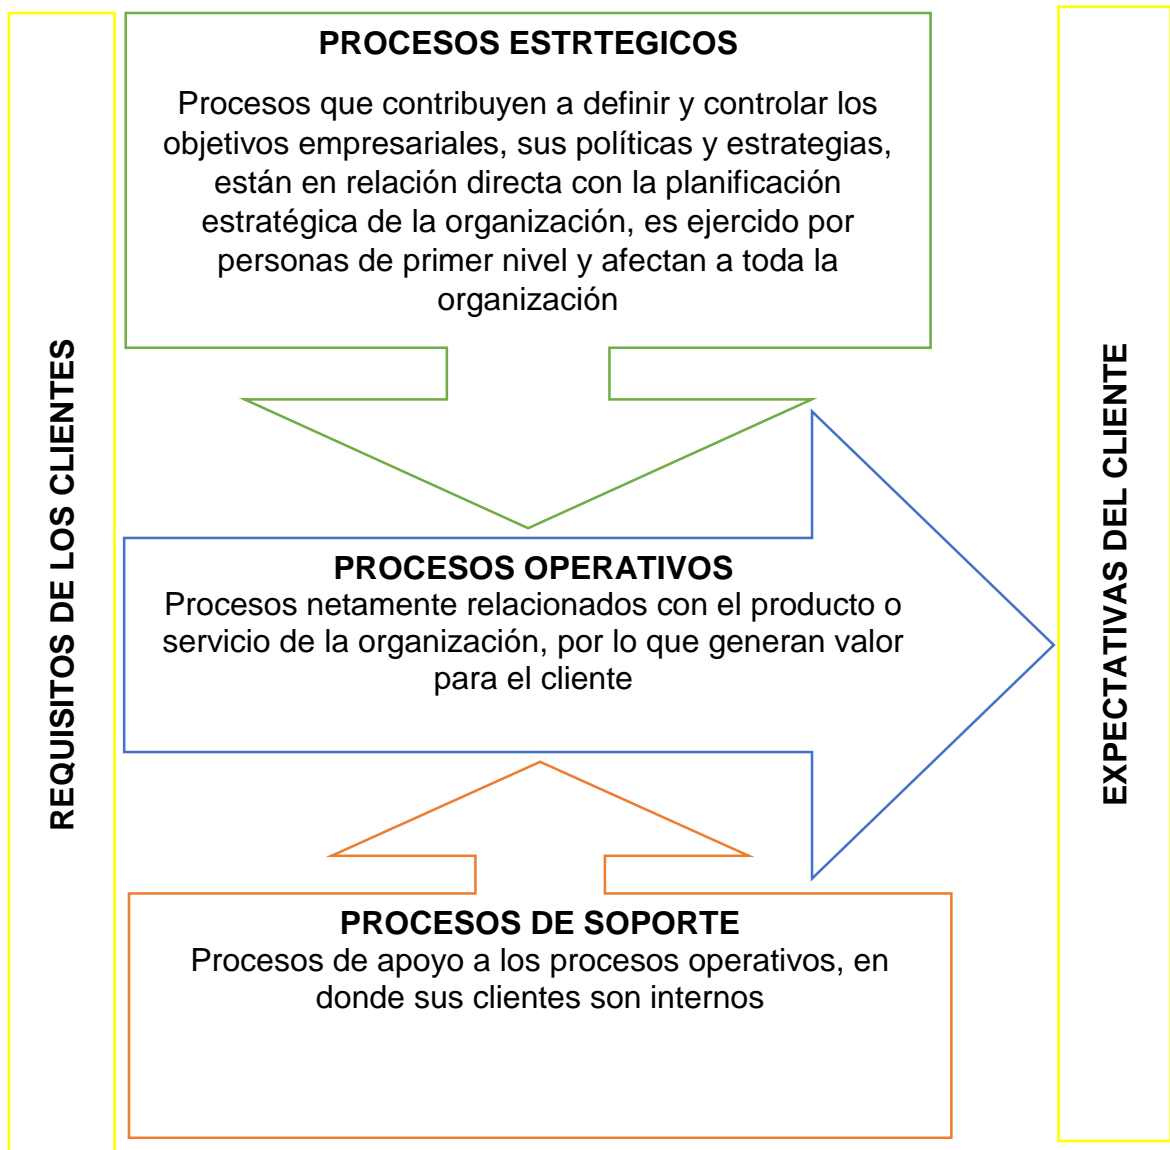 REQUISITOS DE LOS CLIENTES
PROCESOS ESTRTEGICOS
Procesos que contribuyen a definir y controlar los
objetivos empresariales, sus políticas y estrategias,
están en relación directa con la planificación
estratégica de la organización, es ejercido por
personas de primer nivel y afectan a toda la
organización
PROCESOS OPERATIVOS
Procesos netamente relacionados con el producto o
servicio de la organización, por lo que generan valor
para el cliente
PROCESOS DE SOPORTE
Procesos de apoyo a los procesos operativos, en
donde sus clientes son internos
EXPECTATIVAS DEL CLIENTE